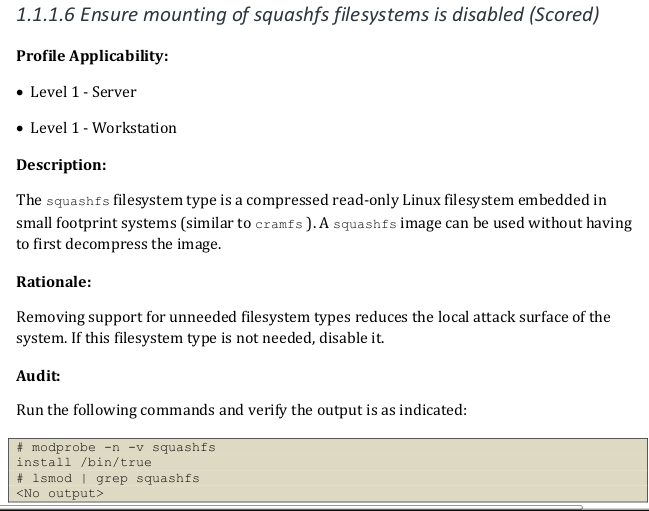 1.1.1.6 Ensure mounting of squashfs filesystems is disabled (Scored)
Profile Applicability:
• Level 1 - Server
• Level 1 - Workstation
Description:
The squashfs filesystem type is a compressed read-only Linux filesystem embedded in
small footprint systems (similar to cramfs ). A squashfs image can be used without having
to first decompress the image.
Rationale:
Removing support for unneeded filesystem types reduces the local attack surface of the
system. If this filesystem type is not needed, disable it.
Audit:
Run the following commands and verify the output is as indicated:
# modprobe -n -v squashfs
install /bin/true
# lsmod | grep squashfs
<No output>